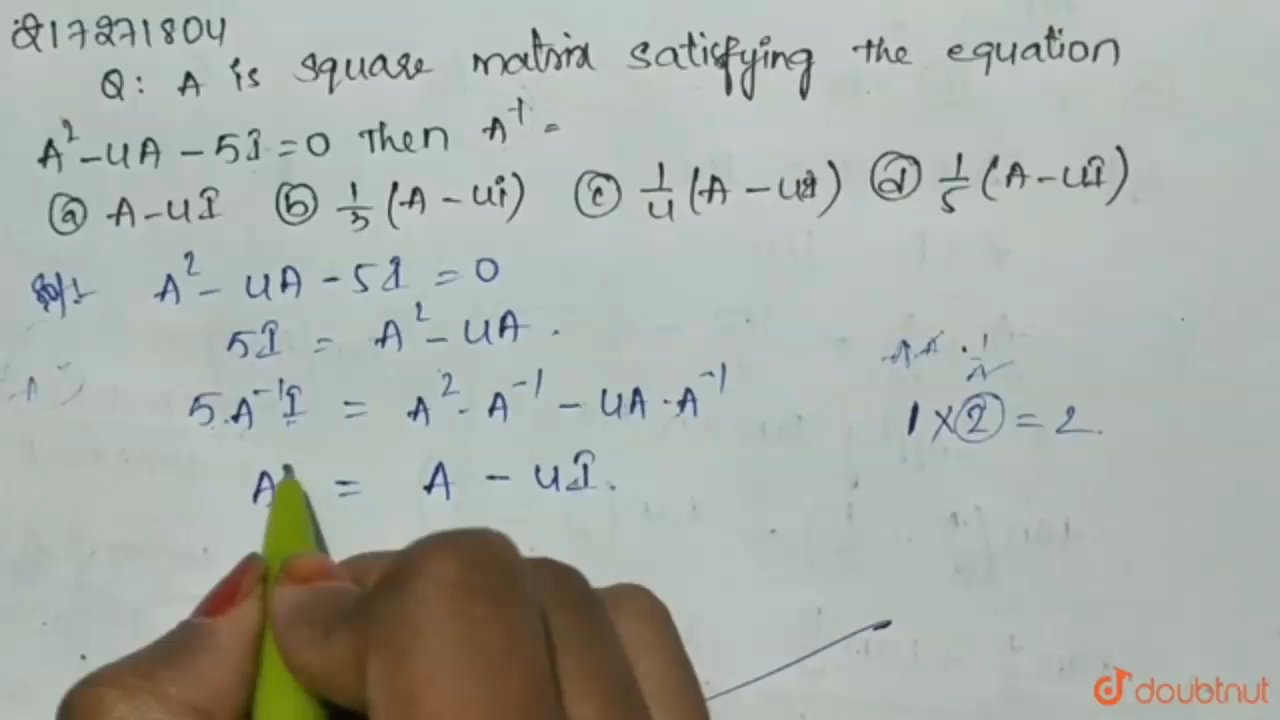 17271804
Q: A is square matrix satisfying the equation
A² - 4A - 5I = 0 Then A⁻¹ =
ⓐ A - 4I ⓑ 1/3 (A - 4I) ⓒ 1/4 (A - 4I) ⓓ 1/5 (A - 4I)
A² - 4A - 5I = 0
5I = A² - 4A.
5.A⁻¹I = A². A⁻¹ - 4A . A⁻¹
1 × 2 = 2.
A = A - 4I.
doubtnut